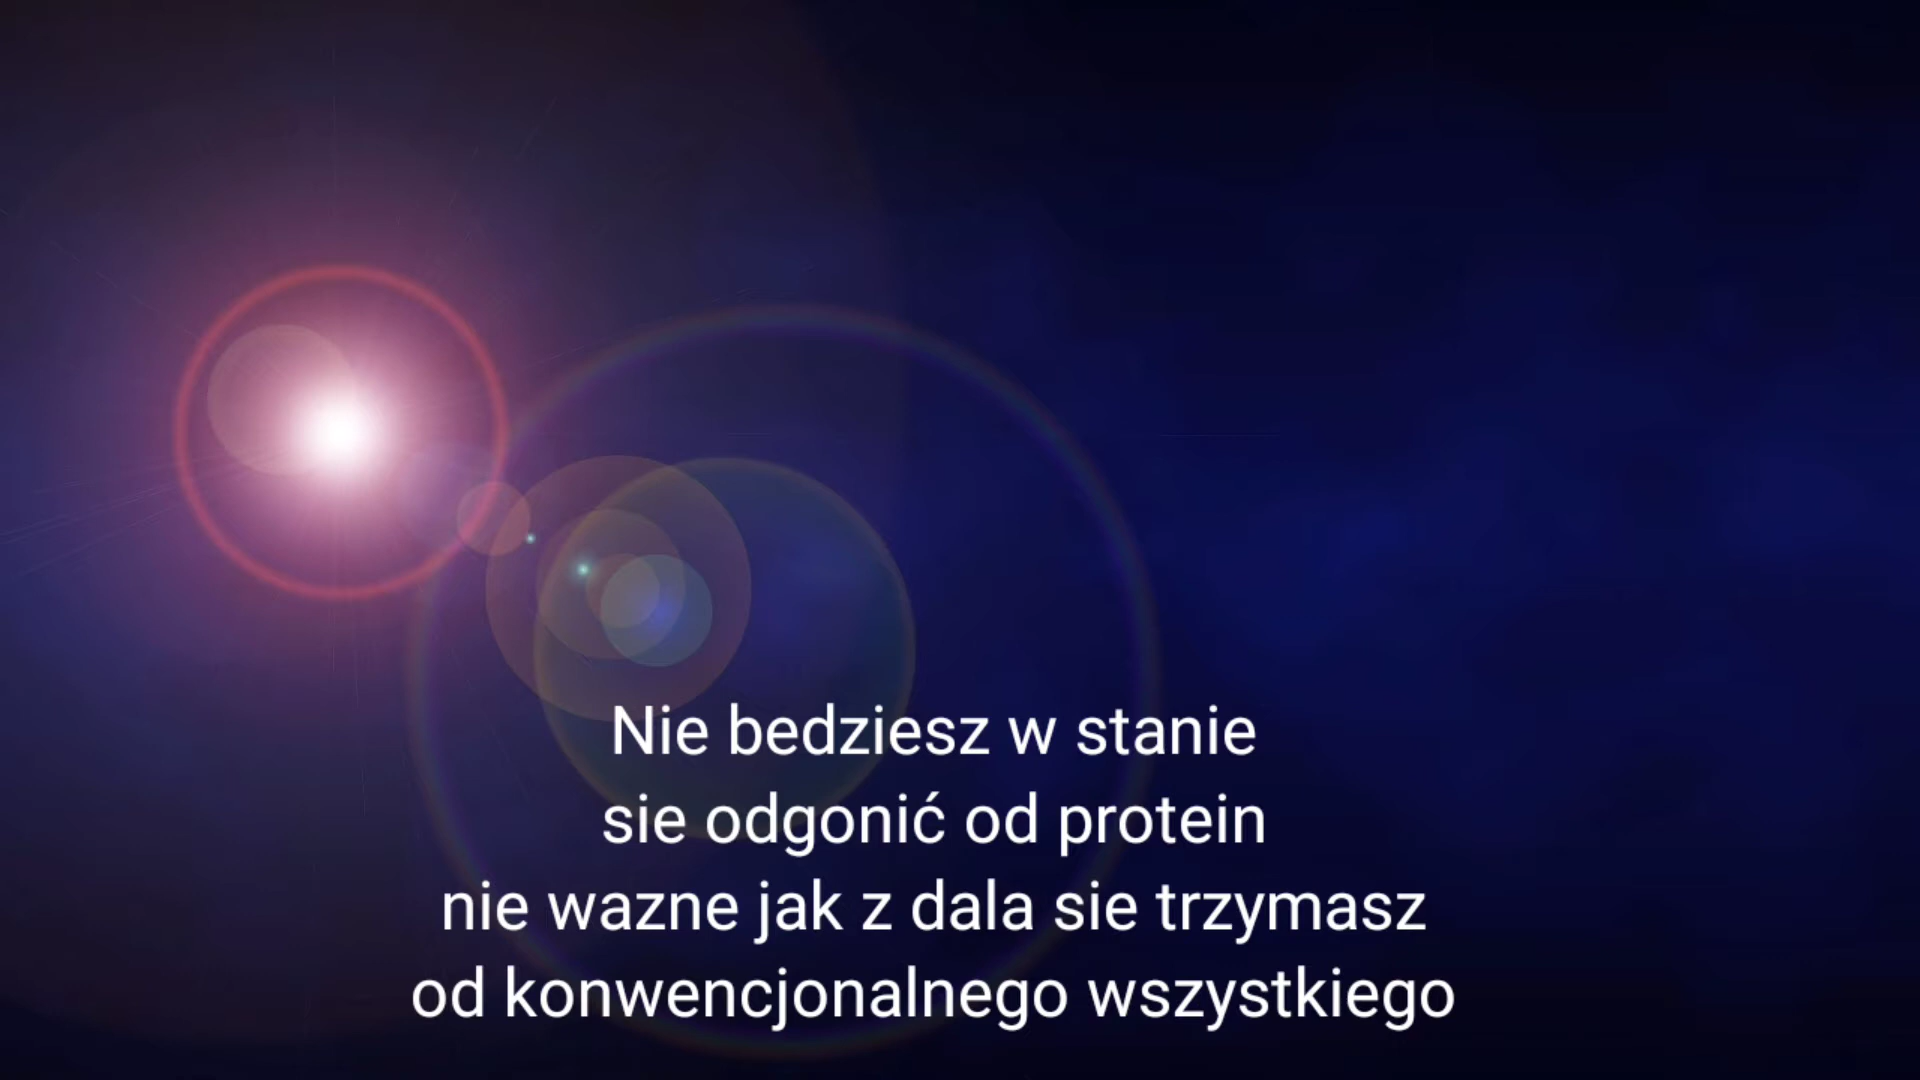 Nie bedziesz w stanie
sie odgonić od protein
nie wazne jak z dala sie trzymasz
od konwencjonalnego wszystkiego